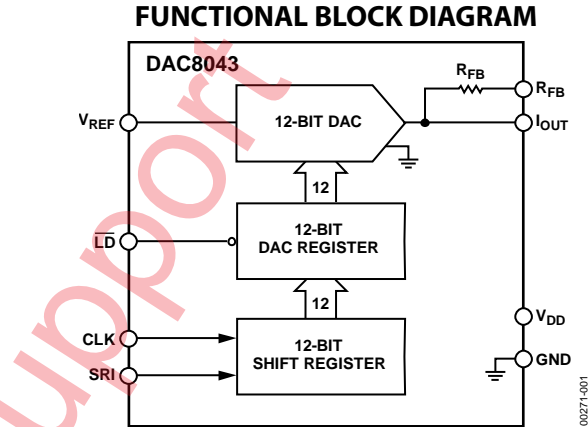 FUNCTIONAL BLOCK DIAGRAM
DAC8043
RFB
RFB
VREF
12-BIT DAC
IOUT
12
LD
12-BIT
DAC REGISTER
12
VDD
CLK
12-BIT
SHIFT REGISTER
GND
SRI
00271-001
upport